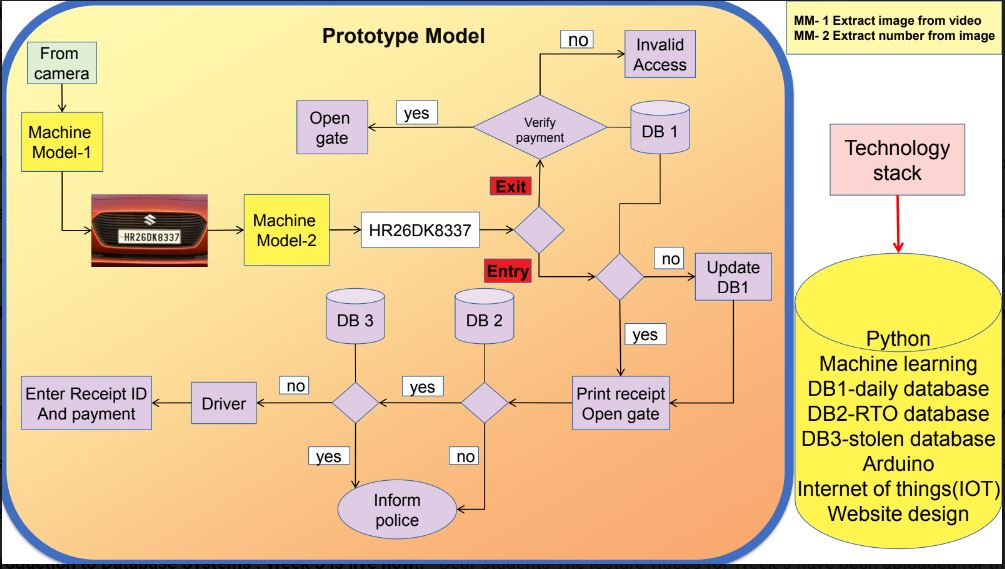 Prototype Model
MM- 1 Extract image from video
MM- 2 Extract number from image
From
camera
Machine
Model-1
HR26DK8337
Machine
Model-2
HR26DK8337
Exit
Entry
Verify
payment
no
Invalid
Access
yes
Open
gate
DB 1
no
Update
DB1
yes
Print receipt
Open gate
DB 2
yes
no
DB 3
no
yes
Driver
Enter Receipt ID
And payment
Inform
police
Technology
stack
Python
Machine learning
DB1-daily database
DB2-RTO database
DB3-stolen database
Arduino
Internet of things(IOT)
Website design